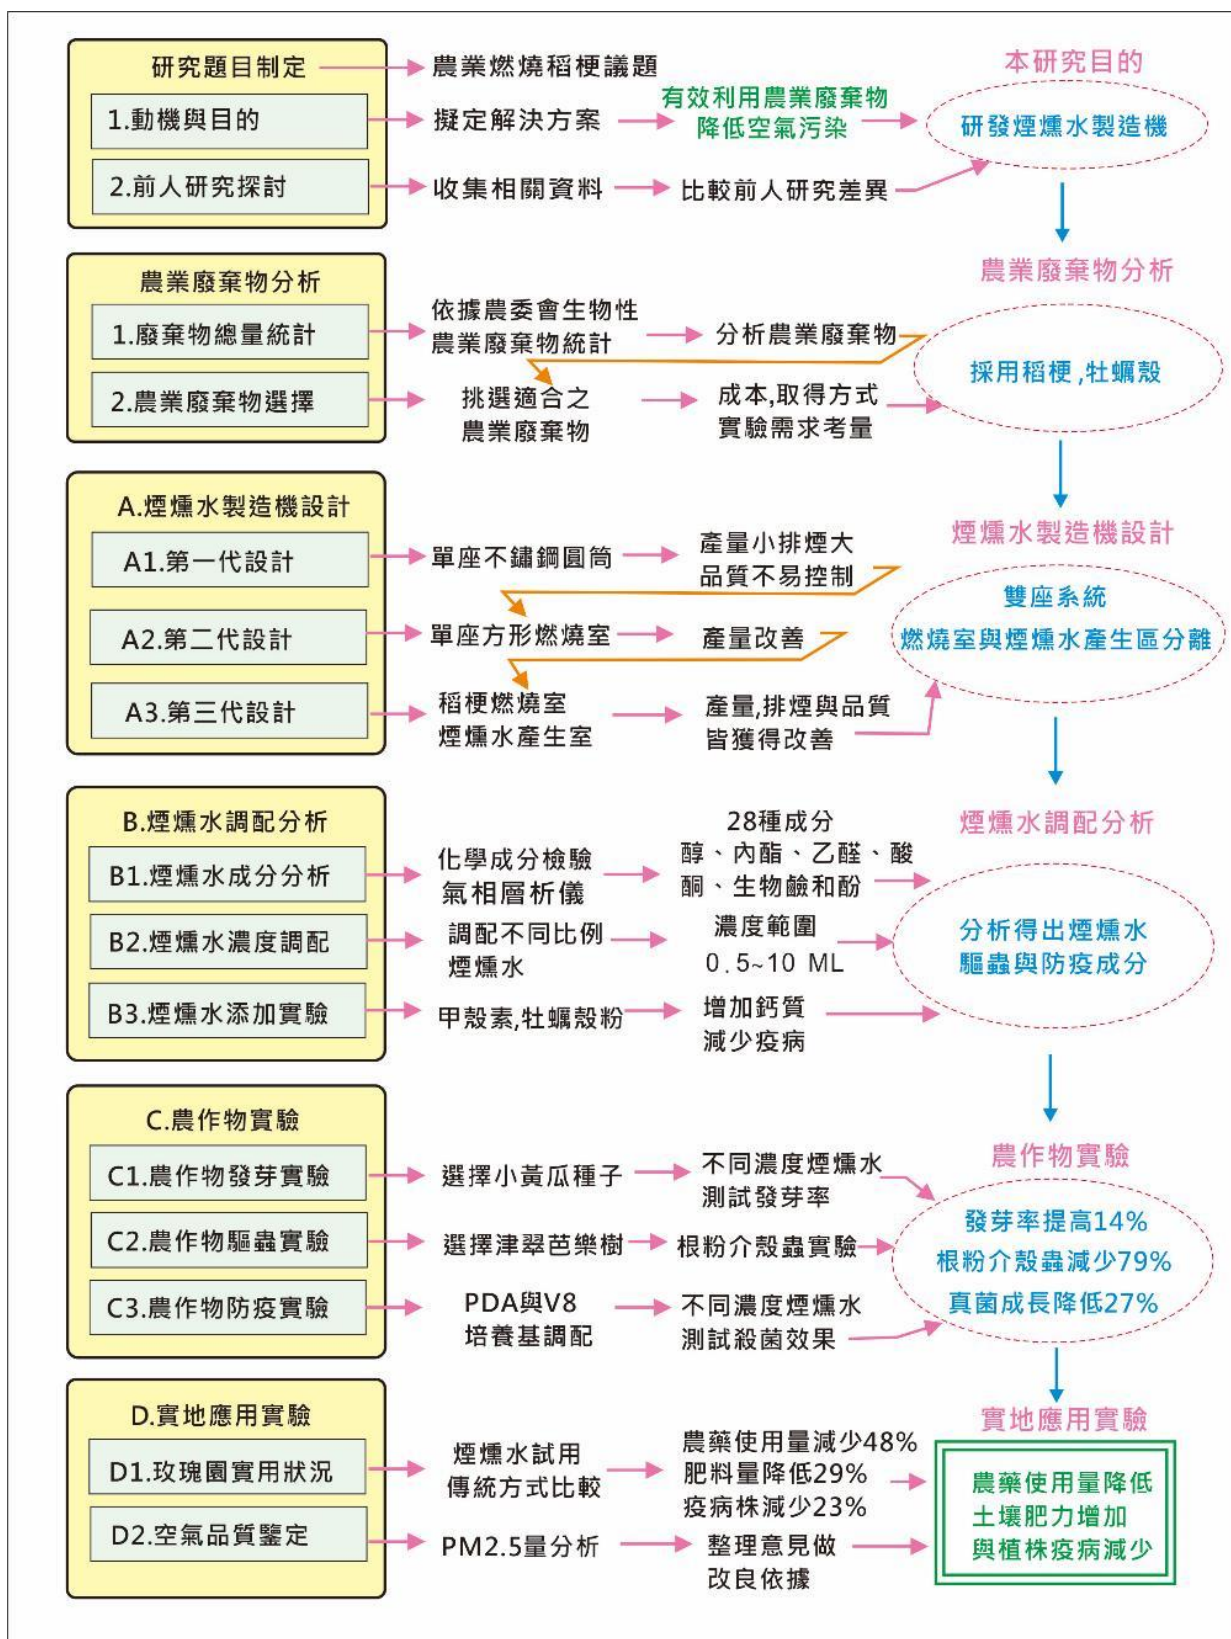 研究題目制定
農業燃燒稻梗議題
本研究目的
1.動機與目的
擬定解決方案
有效利用農業廢棄物
降低空氣污染
研發煙燻水製造機
2.前人研究探討
收集相關資料
比較前人研究差異
農業廢棄物分析
農業廢棄物分析
1.廢棄物總量統計
依據農委會生物性
農業廢棄物統計
分析農業廢棄物
採用稻梗,牡蠣殼
2.農業廢棄物選擇
挑選適合之
農業廢棄物
成本,取得方式
實驗需求考量
A.煙燻水製造機設計
煙燻水製造機設計
A1.第一代設計
單座不鏽鋼圓筒
產量小排煙大
品質不易控制
雙座系統
燃燒室與煙燻水產生區分離
A2.第二代設計
單座方形燃燒室
產量改善
A3.第三代設計
稻梗燃燒室
煙燻水產生室
產量,排煙與品質
皆獲得改善
B.煙燻水調配分析
煙燻水調配分析
B1.煙燻水成分分析
化學成分檢驗
氣相層析儀
28種成分
醇、內酯、乙醛、酸
酮、生物鹼和酚
分析得出煙燻水
驅蟲與防疫成分
B2.煙燻水濃度調配
調配不同比例
煙燻水
濃度範圍
0.5~10 ML
B3.煙燻水添加實驗
甲殼素,牡蠣殼粉
增加鈣質
減少疫病
C.農作物實驗
農作物實驗
C1.農作物發芽實驗
選擇小黃瓜種子
不同濃度煙燻水
測試發芽率
發芽率提高14%
根粉介殼蟲減少79%
真菌成長降低27%
C2.農作物驅蟲實驗
選擇津翠芭樂樹
根粉介殼蟲實驗
C3.農作物防疫實驗
PDA與V8
培養基調配
不同濃度煙燻水
測試殺菌效果
D.實地應用實驗
實地應用實驗
D1.玫瑰園實用狀況
煙燻水試用
傳統方式比較
農藥使用量減少48%
肥料量降低29%
疫病株減少23%
農藥使用量降低
土壤肥力增加
與植株疫病減少
D2.空氣品質鑒定
PM2.5量分析
整理意見做
改良依據